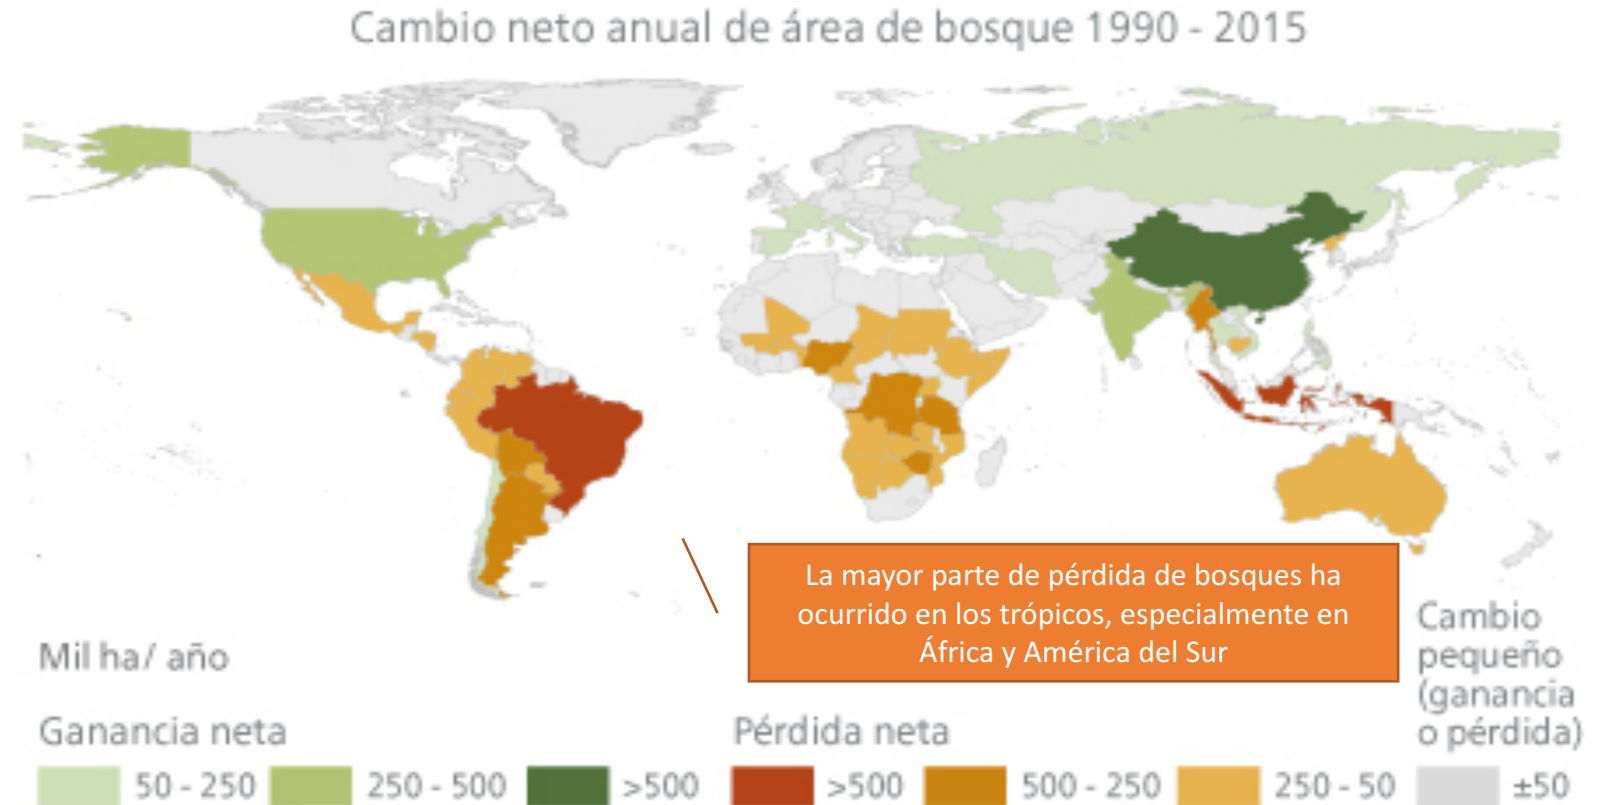 Cambio neto anual de área de bosque 1990 - 2015
La mayor parte de pérdida de bosques ha
ocurrido en los trópicos, especialmente en
África y América del Sur
Mil ha/ año
Cambio
pequeño
(ganancia
o pérdida)
Ganancia neta
Pérdida neta
50 - 250
250 - 500
>500
>500
500 - 250
250 - 50
±50